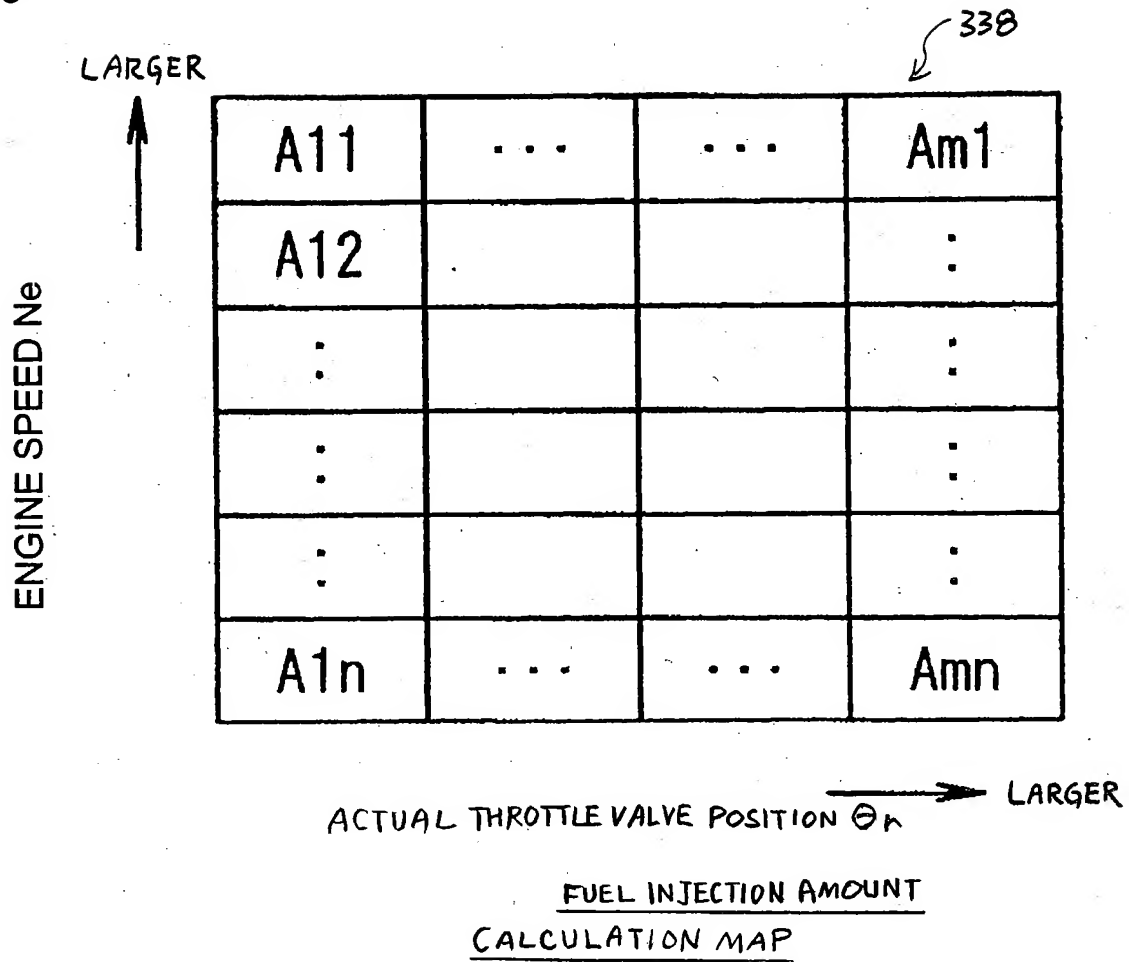 338
LARGER
A11 ··· ··· Am1
A12 :
: :
: :
: :
A1n ··· ··· Amn
ENGINE SPEED Ne
LARGER
ACTUAL THROTTLE VALVE POSITION Θn
FUEL INJECTION AMOUNT
CALCULATION MAP